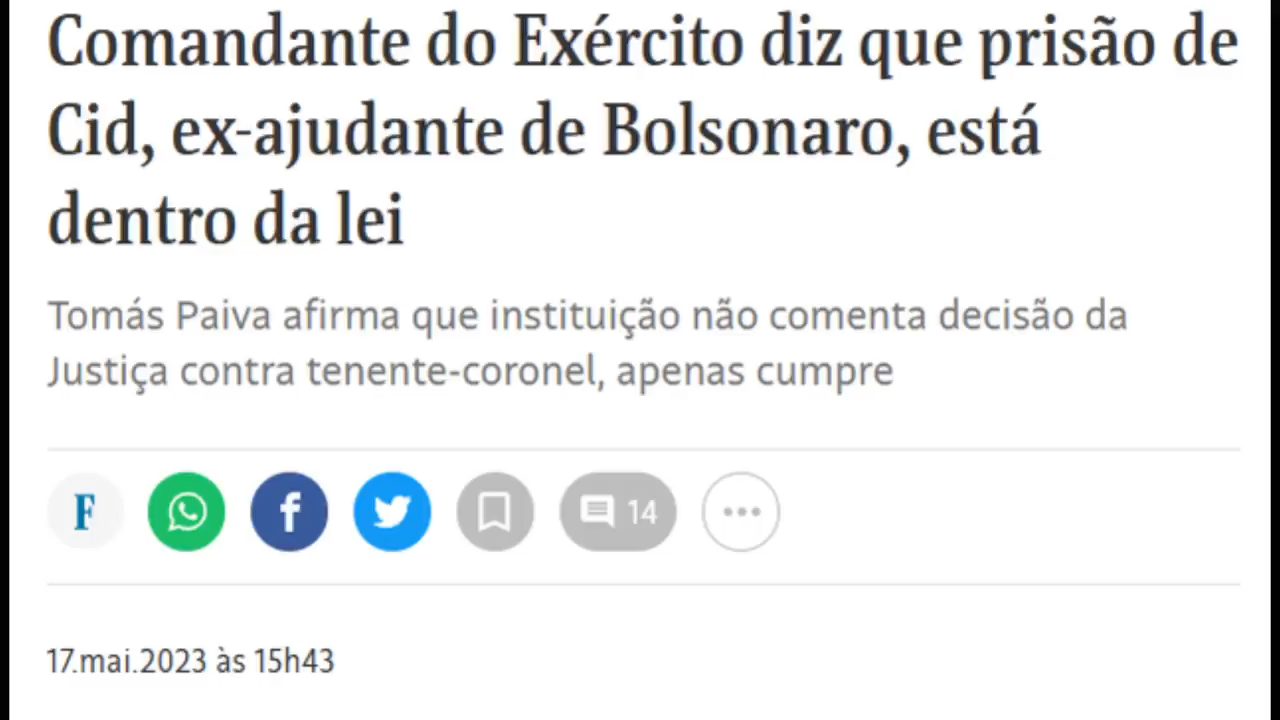 Comandante do Exército diz que prisão de
Cid, ex-ajudante de Bolsonaro, está
dentro da lei
Tomás Paiva afirma que instituição não comenta decisão da
Justiça contra tenente-coronel, apenas cumpre
F f 14
17.mai.2023 às 15h43